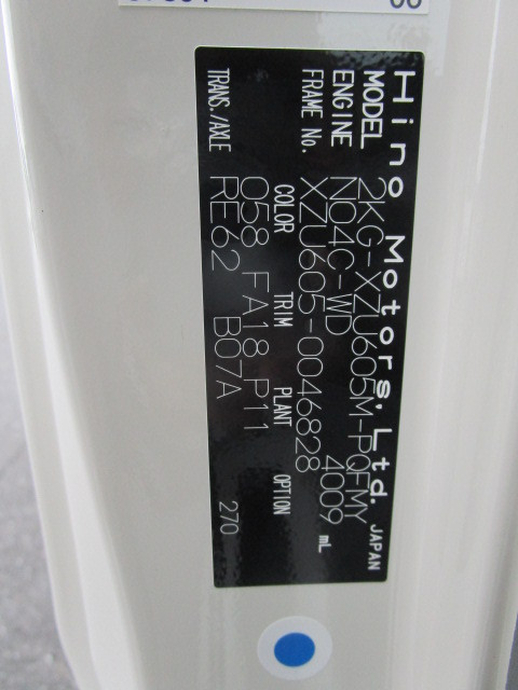 Hino Motors, Ltd. JAPAN
MODEL 2KG-XZU605M-PQFMY
ENGINE N04C-WD 4009 mL
FRAME No. XZU605-0046828
COLOR TRIM PLANT OPTION
058 FA18 P11
TRANS./AXLE RE62 B07A 270